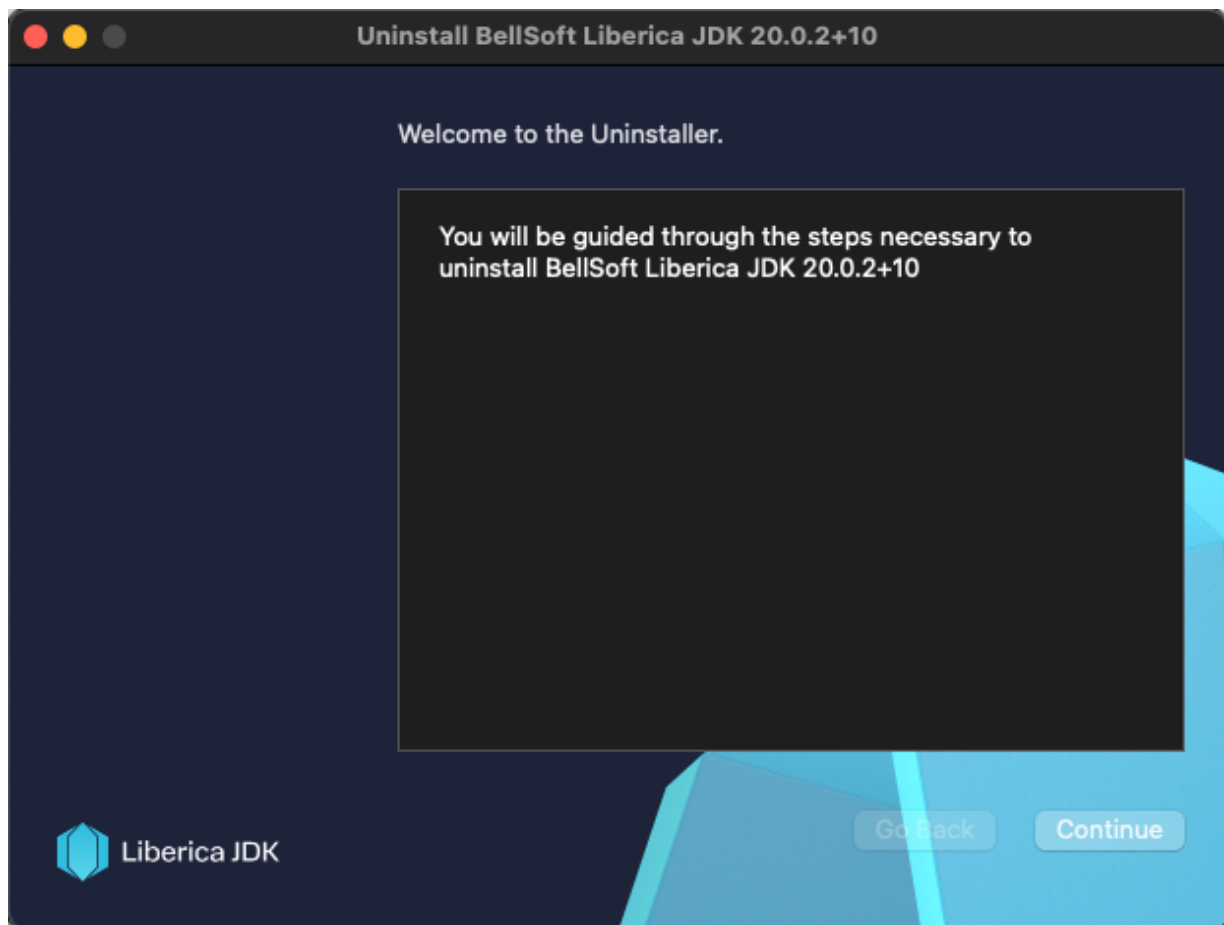 Uninstall BellSoft Liberica JDK 20.0.2+10
Welcome to the Uninstaller.
You will be guided through the steps necessary to
uninstall BellSoft Liberica JDK 20.0.2+10
Go Back
Continue
Liberica JDK